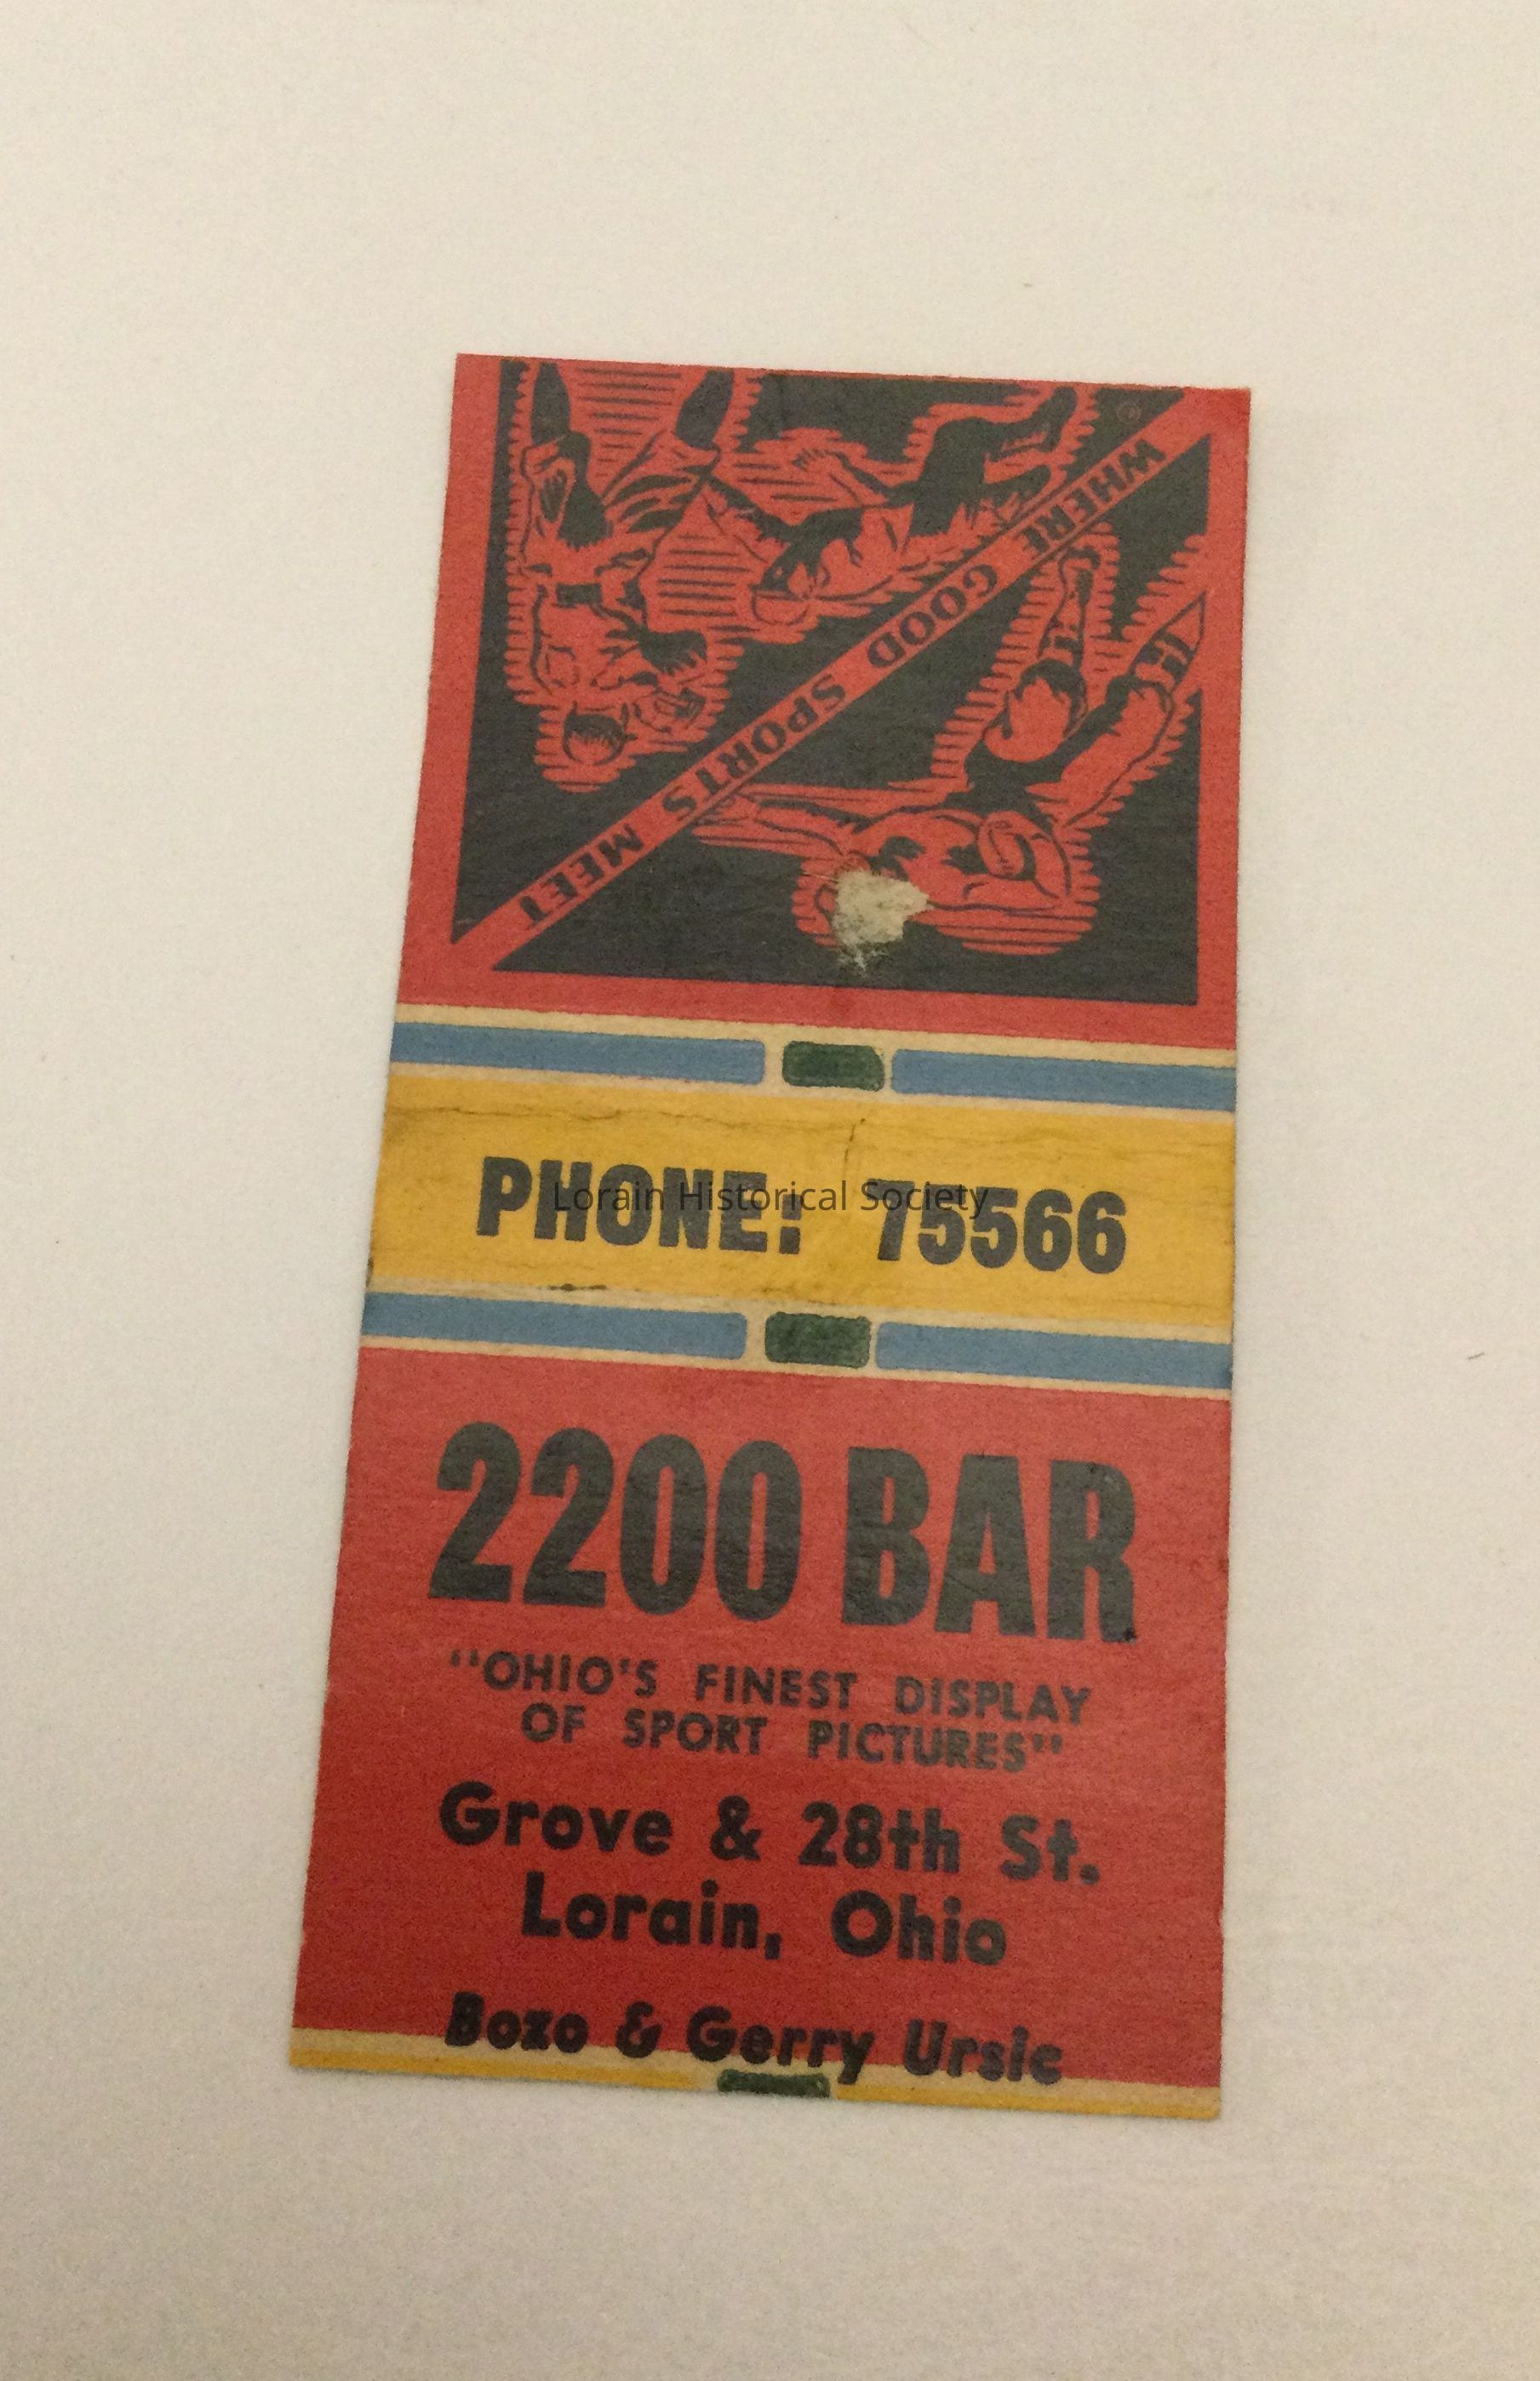 WHERE GOOD SPORTS MEET
PHONE: 75566
Lorain Historical Society
2200 BAR
"OHIO'S FINEST DISPLAY
OF SPORT PICTURES"
Grove & 28th St.
Lorain, Ohio
Bozo & Gerry Ursic